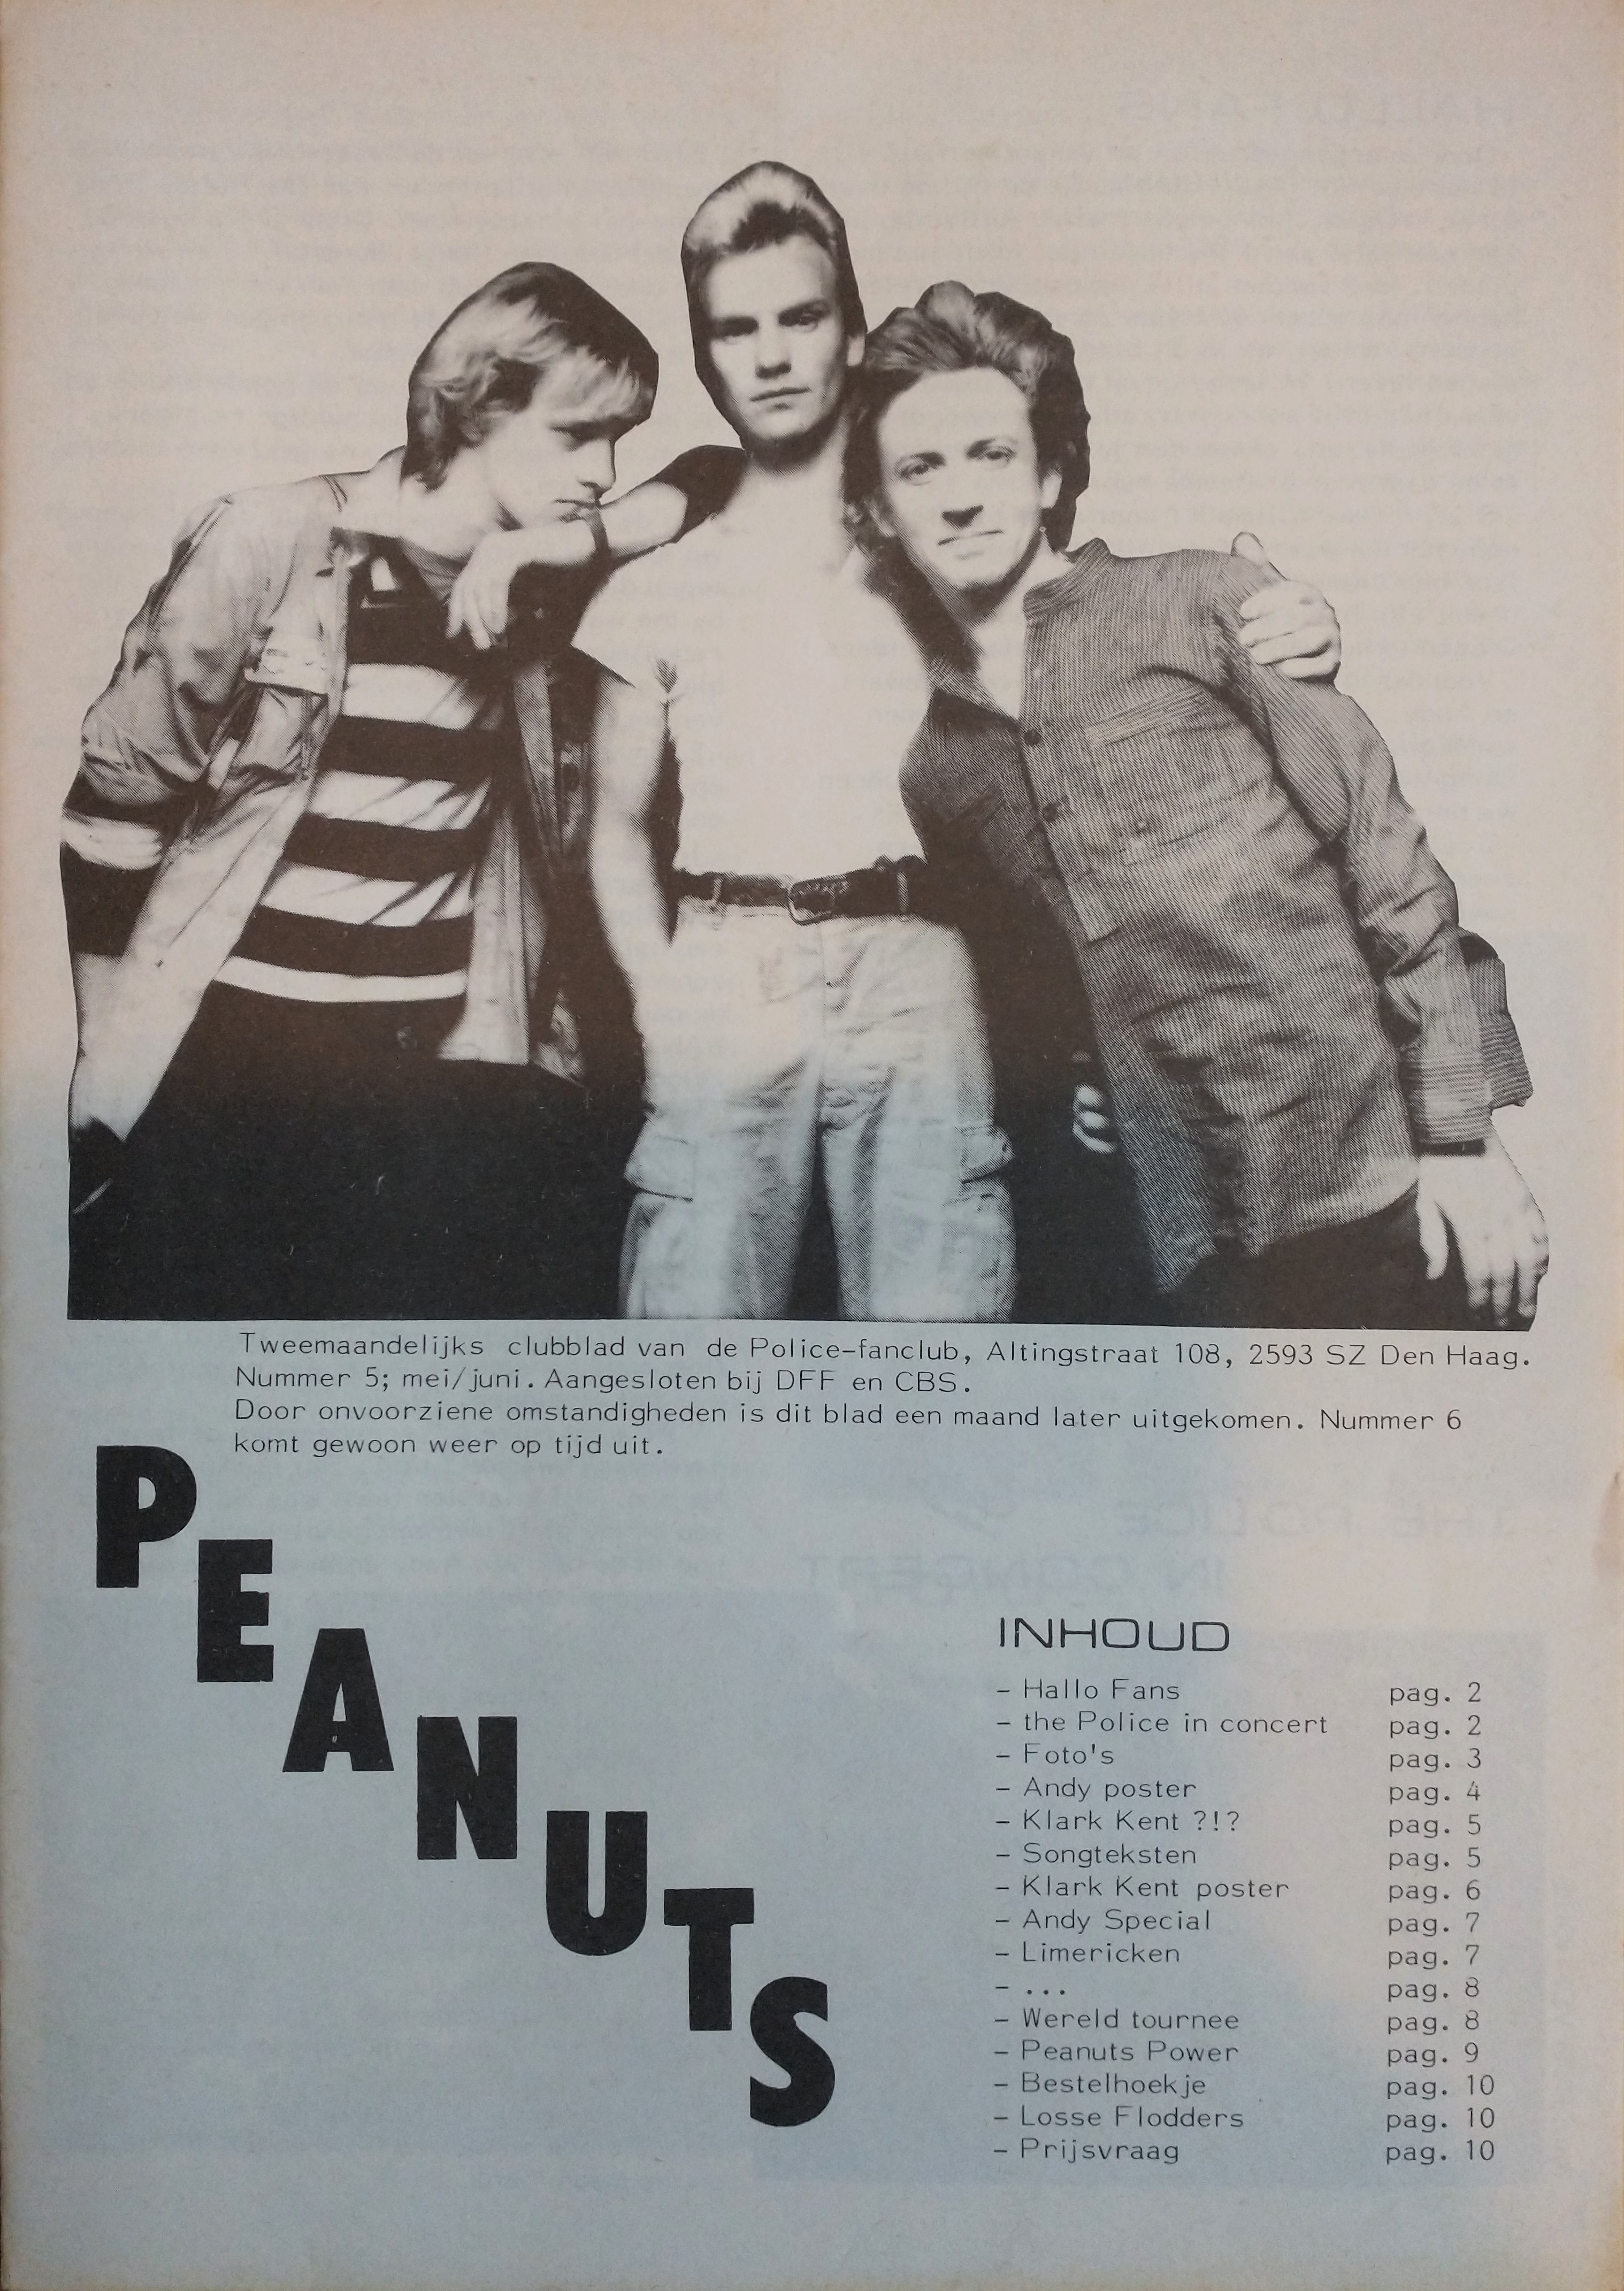 Tweemaandelijks clubblad van de Police-fanclub, Altingstraat 108, 2593 SZ Den Haag.
Nummer 5; mei/juni. Aangesloten bij DFF en CBS.
Door onvoorziene omstandigheden is dit blad een maand later uitgekomen. Nummer 6
komt gewoon weer op tijd uit.
PEANUTS
INHOUD
- Hallo Fans pag. 2
- the Police in concert pag. 2
- Foto's pag. 3
- Andy poster pag. 4
- Klark Kent ?!? pag. 5
- Songteksten pag. 5
- Klark Kent poster pag. 6
- Andy Special pag. 7
- Limericken pag. 7
- ... pag. 8
- Wereld tournee pag. 8
- Peanuts Power pag. 9
- Bestelhoekje pag. 10
- Losse Flodders pag. 10
- Prijsvraag pag. 10